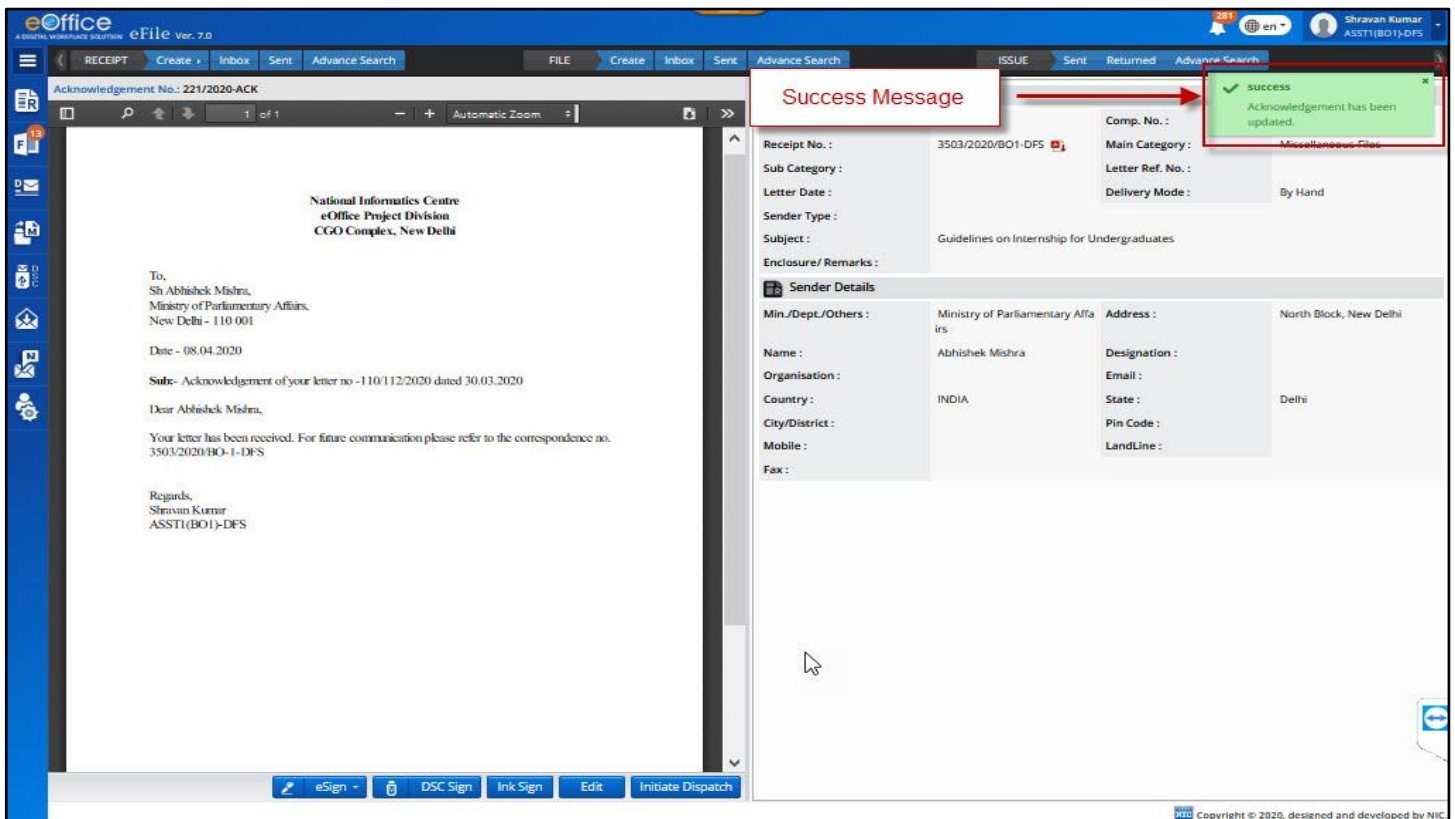 eOffice
A DIGITAL WORKPLACE SOLUTION eFile Ver. 7.0
281
en
Shravan Kumar
ASST1(BO1)-DFS
RECEIPT Create Inbox Sent Advance Search FILE Create Inbox Sent Advance Search ISSUE Sent Returned Advance Search
Acknowledgement No.: 221/2020-ACK
1 of 1 Automatic Zoom
13
National Informatics Centre
eOffice Project Division
CGO Complex, New Delhi
To,
Sh Abhishek Mishra,
Ministry of Parliamentary Affairs,
New Delhi - 110 001
Date - 08.04.2020
Sub:- Acknowledgement of your letter no -110/112/2020 dated 30.03.2020
Dear Abhishek Mishra,
Your letter has been received. For future communication please refer to the correspondence no.
3503/2020/BO-1-DFS
Regards,
Shravan Kumar
ASST1(BO1)-DFS
eSign DSC Sign Ink Sign Edit Initiate Dispatch
Success Message
success
Acknowledgement has been
updated.
Comp. No. :
Receipt No. : 3503/2020/BO1-DFS Main Category : Miscellaneous Files
Sub Category : Letter Ref. No. :
Letter Date : Delivery Mode : By Hand
Sender Type :
Subject : Guidelines on Internship for Undergraduates
Enclosure/ Remarks :
Sender Details
Min./Dept./Others : Ministry of Parliamentary Affa Address : North Block, New Delhi
irs
Name : Abhishek Mishra Designation :
Organisation : Email :
Country : INDIA State : Delhi
City/District : Pin Code :
Mobile : LandLine :
Fax :
NIC Copyright © 2020, designed and developed by NIC.